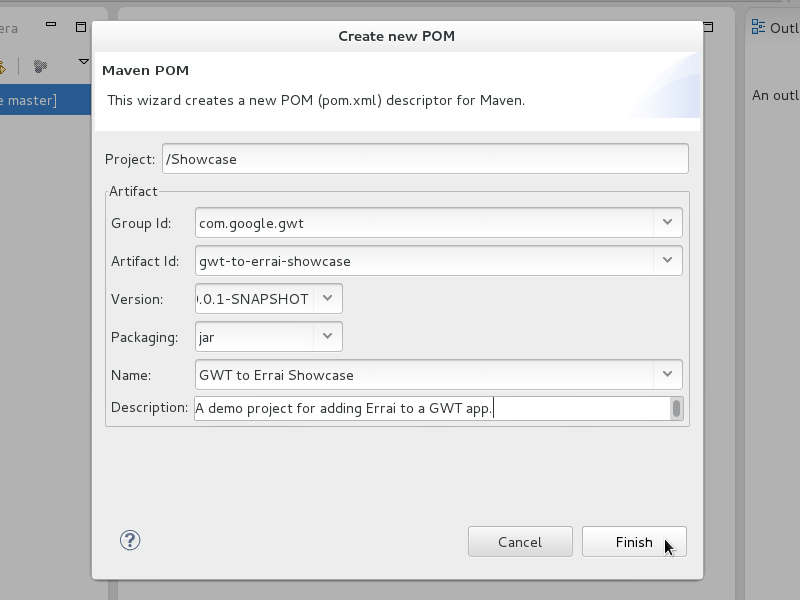 Create new POM
Maven POM
This wizard creates a new POM (pom.xml) descriptor for Maven.
Project: /Showcase
Artifact
Group Id: com.google.gwt
Artifact Id: gwt-to-errai-showcase
Version: .0.1-SNAPSHOT
Packaging: jar
Name: GWT to Errai Showcase
Description: A demo project for adding Errai to a GWT app.
Cancel
Finish
master]
An outl
Outl